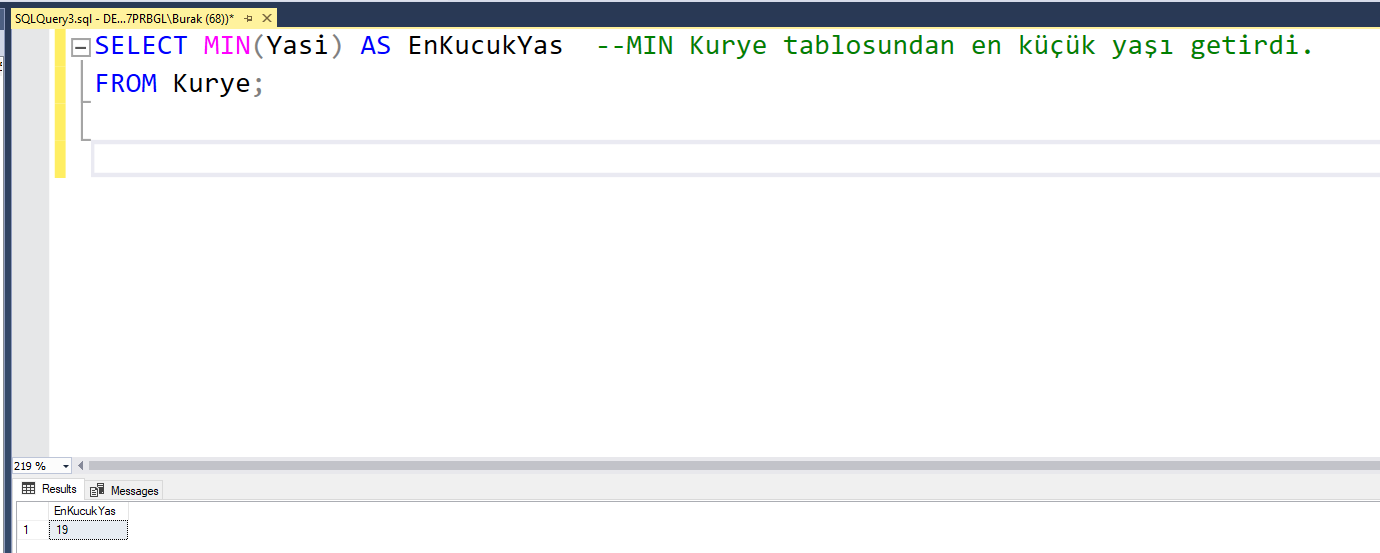 SQLQuery3.sql - DE...7PRBGL\Burak (68))*
SELECT MIN(Yasi) AS EnKucukYas --MIN Kurye tablosundan en küçük yaşı getirdi.
FROM Kurye;
219 %
Results Messages
EnKucukYas
1 19